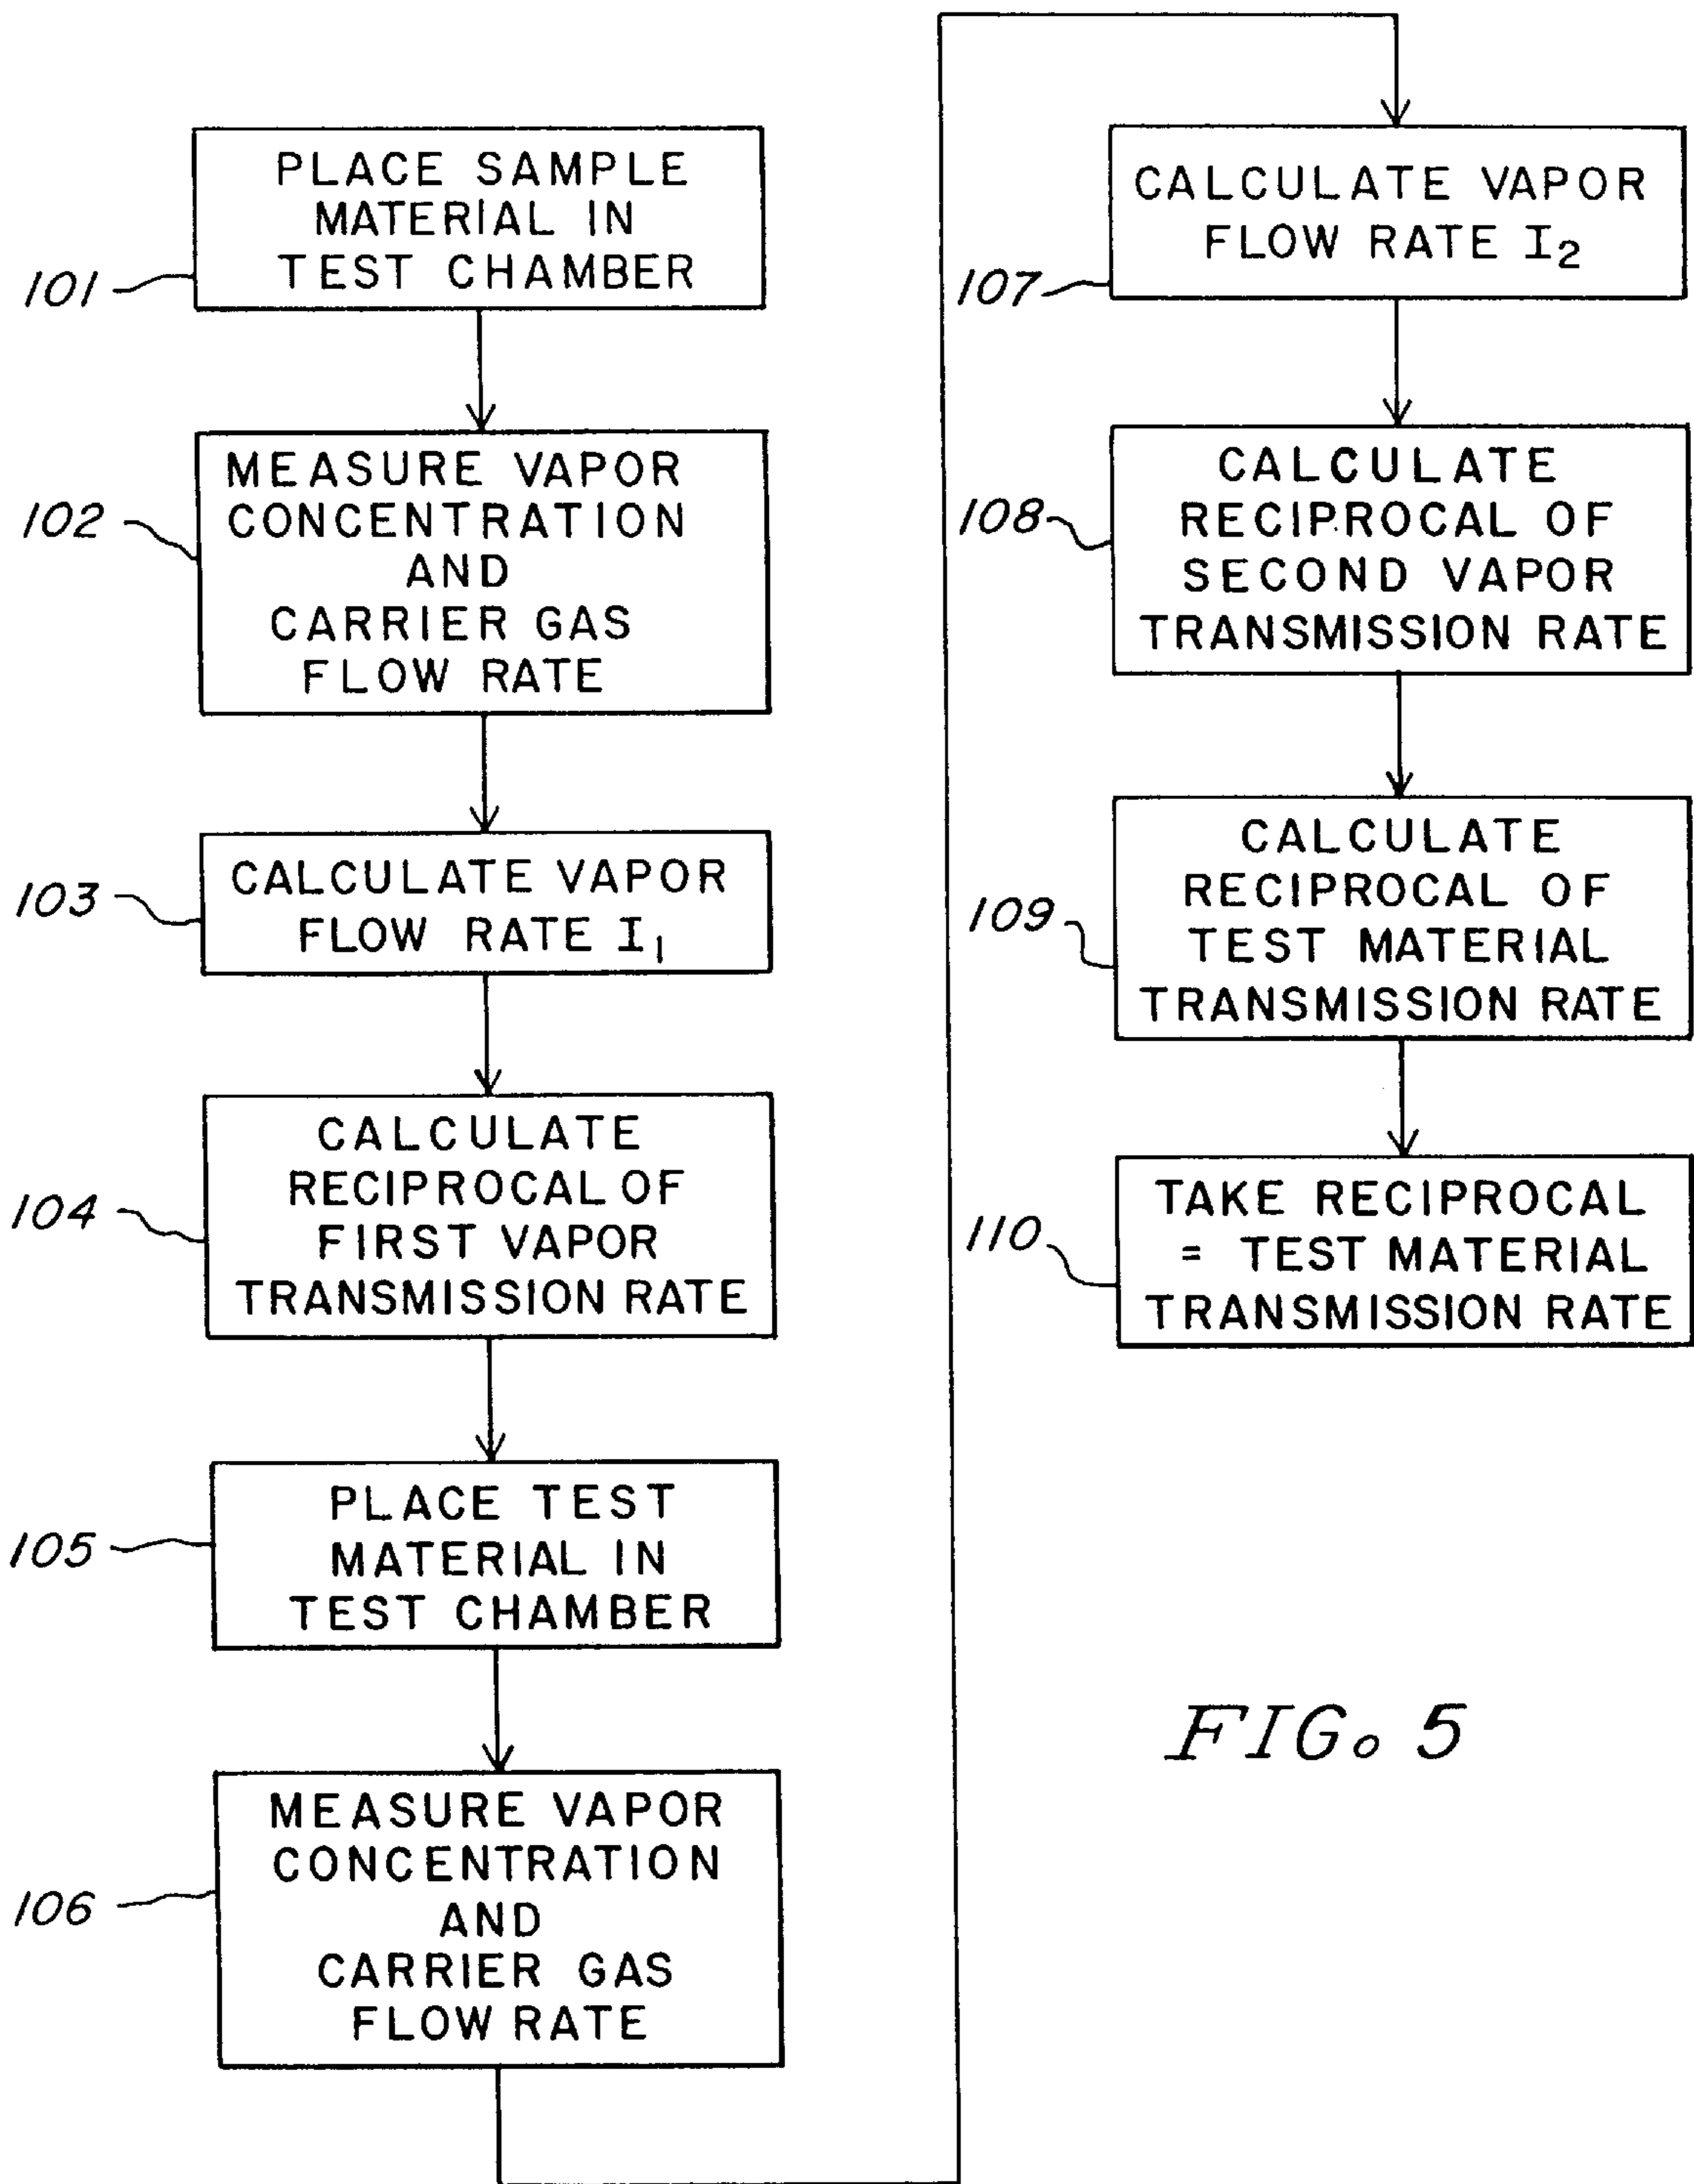 PLACE SAMPLE
MATERIAL IN
TEST CHAMBER
101
MEASURE VAPOR
CONCENTRATION
AND
CARRIER GAS
FLOW RATE
102
CALCULATE VAPOR
FLOW RATE I₁
103
CALCULATE
RECIPROCAL OF
FIRST VAPOR
TRANSMISSION RATE
104
PLACE TEST
MATERIAL IN
TEST CHAMBER
105
MEASURE VAPOR
CONCENTRATION
AND
CARRIER GAS
FLOW RATE
106
CALCULATE VAPOR
FLOW RATE I₂
107
CALCULATE
RECIPROCAL OF
SECOND VAPOR
TRANSMISSION RATE
108
CALCULATE
RECIPROCAL OF
TEST MATERIAL
TRANSMISSION RATE
109
TAKE RECIPROCAL
= TEST MATERIAL
TRANSMISSION RATE
110
FIG. 5